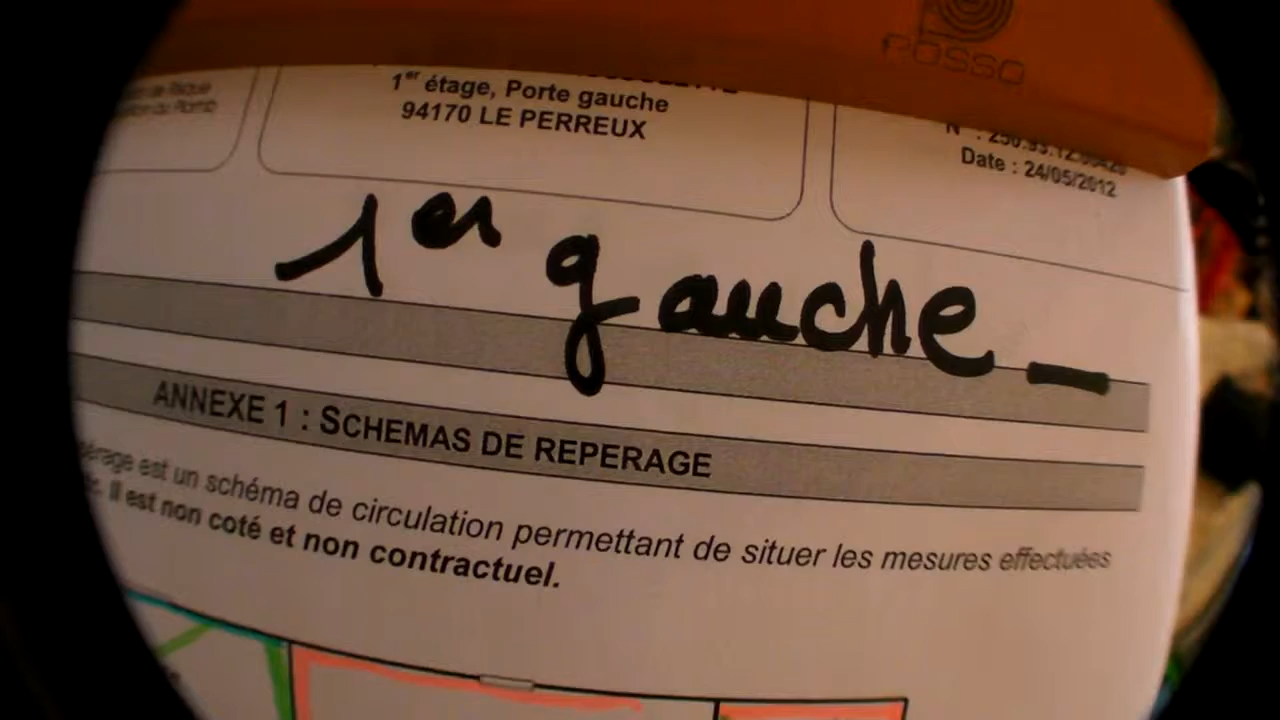 ROSSO
1er étage, Porte gauche
94170 LE PERREUX
Date : 24/05/2012
1er gauche _
ANNEXE 1 : SCHEMAS DE REPERAGE
est un schéma de circulation permettant de situer les mesures effectuées
Il est non coté et non contractuel.